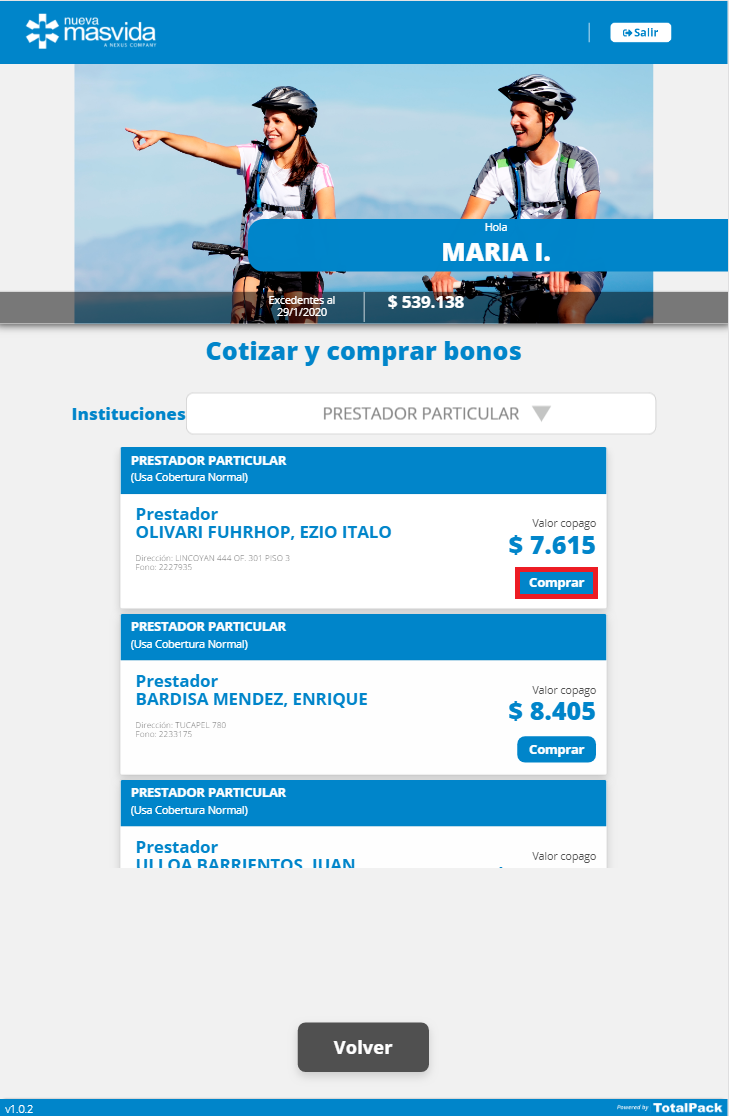 nueva
masvida
A NEXUS COMPANY
Salir
Hola
MARIA I.
Excedentes al
29/1/2020
$ 539.138
Cotizar y comprar bonos
Instituciones
PRESTADOR PARTICULAR
PRESTADOR PARTICULAR
(Usa Cobertura Normal)
Prestador
OLIVARI FUHRHOP, EZIO ITALO
Dirección: LINCOYAN 444 OF. 301 PISO 3
Fono: 2227935
Valor copago
$ 7.615
Comprar
PRESTADOR PARTICULAR
(Usa Cobertura Normal)
Prestador
BARDISA MENDEZ, ENRIQUE
Dirección: TUCAPEL 780
Fono: 2233175
Valor copago
$ 8.405
Comprar
PRESTADOR PARTICULAR
(Usa Cobertura Normal)
Prestador
ULLOA BARRIENTOS, JUAN
Valor copago
Volver
v1.0.2
Powered by TotalPack